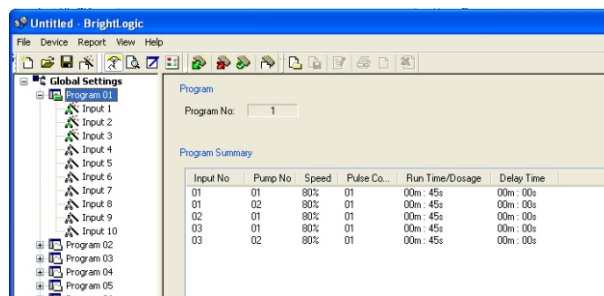 Untitled - BrightLogic
File Device Report View Help
Global Settings
Program 01
Input 1
Input 2
Input 3
Input 4
Input 5
Input 6
Input 7
Input 8
Input 9
Input 10
Program 02
Program 03
Program 04
Program 05
Program
Program No: 1
Program Summary
Input No Pump No Speed Pulse Co... Run Time/Dosage Delay Time
01 01 80% 01 00m : 45s 00m : 00s
01 02 80% 01 00m : 45s 00m : 00s
02 01 80% 01 00m : 45s 00m : 00s
03 01 80% 01 00m : 45s 00m : 00s
03 02 80% 01 00m : 45s 00m : 00s